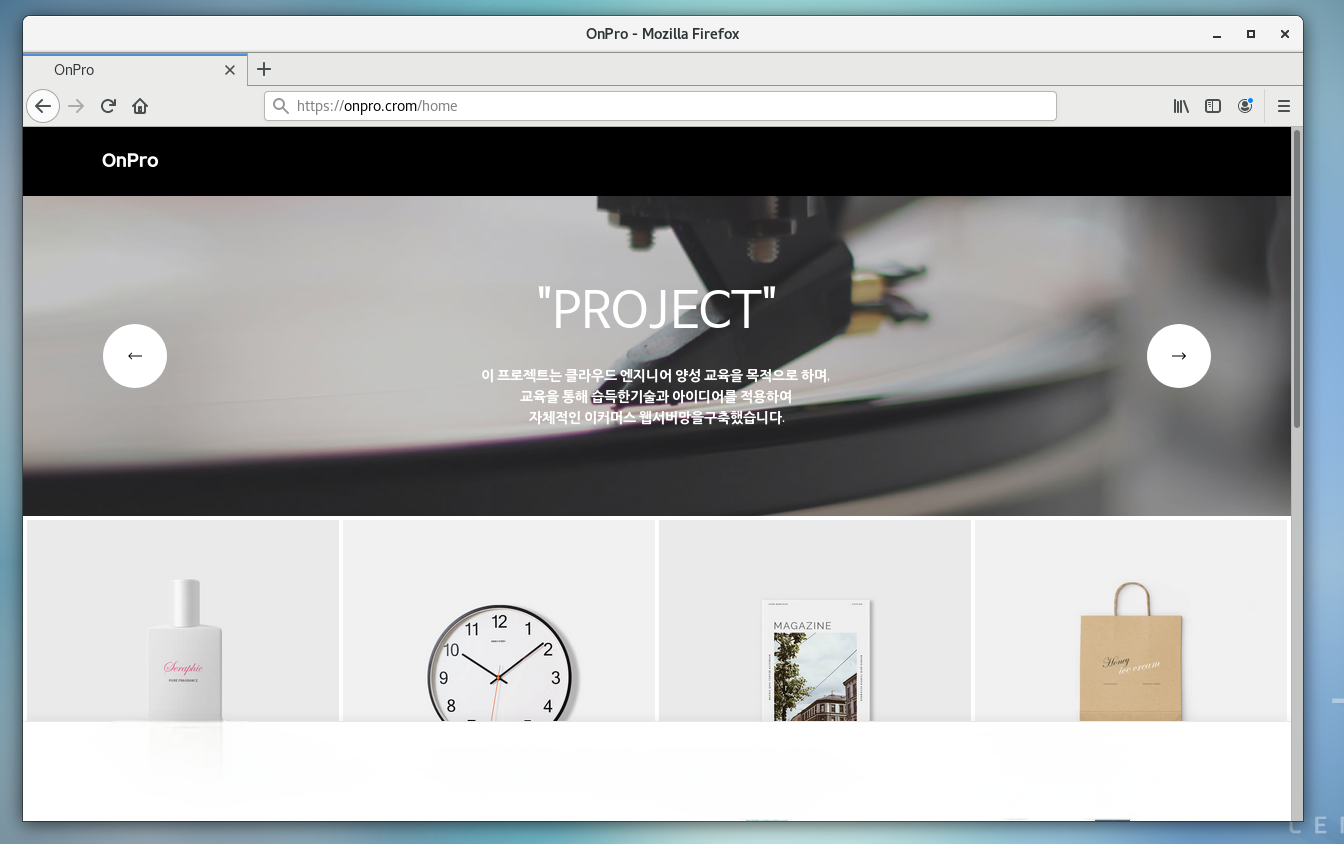 OnPro - Mozilla Firefox
OnPro
https://onpro.crom/home
OnPro
"PROJECT"
이 프로젝트는 클라우드 엔지니어 양성 교육을 목적으로 하며,
교육을 통해 습득한기술과 아이디어를 적용하여
자체적인 이커머스 웹서버망을구축했습니다.
Seraphic
PURE FRAGRANCE
12
11
1
10
2
9
3
8
4
MAGAZINE
Honey
ice cream